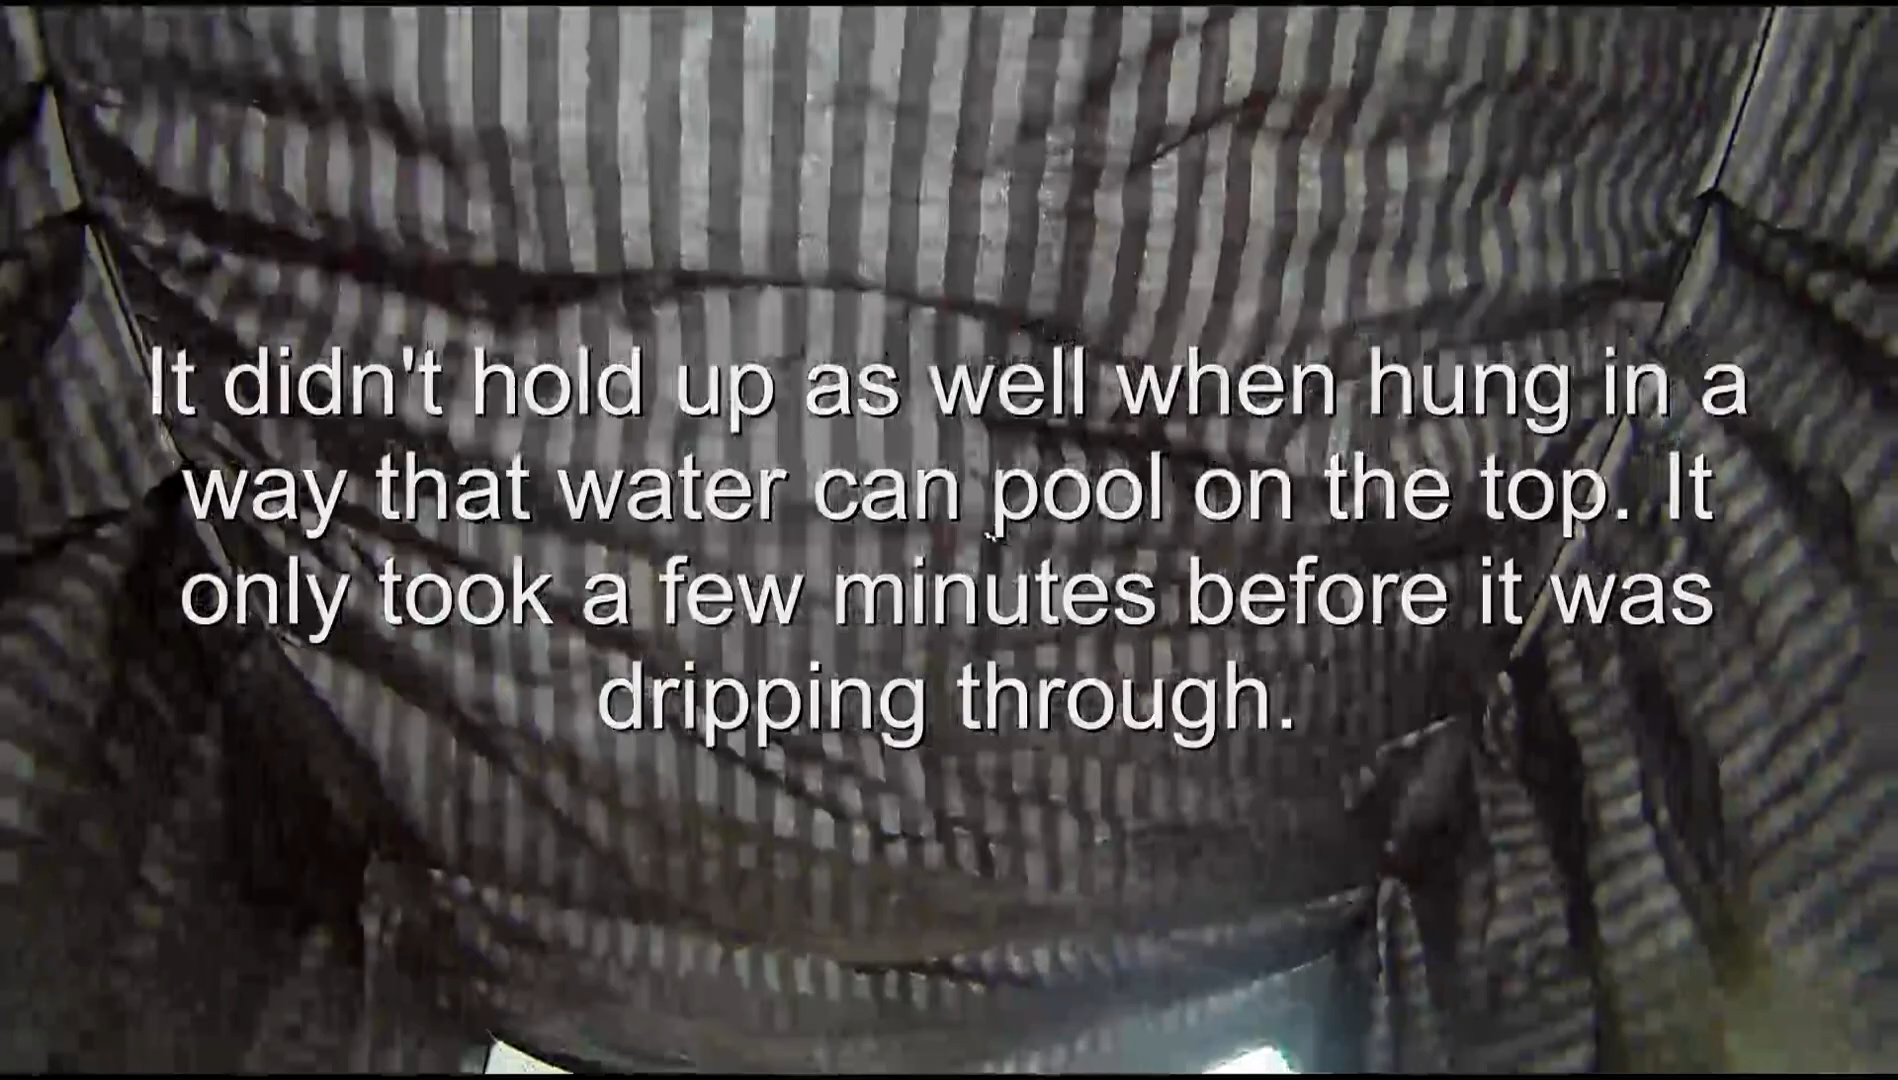 It didn't hold up as well when hung in a
way that water can pool on the top. It
only took a few minutes before it was
dripping through.